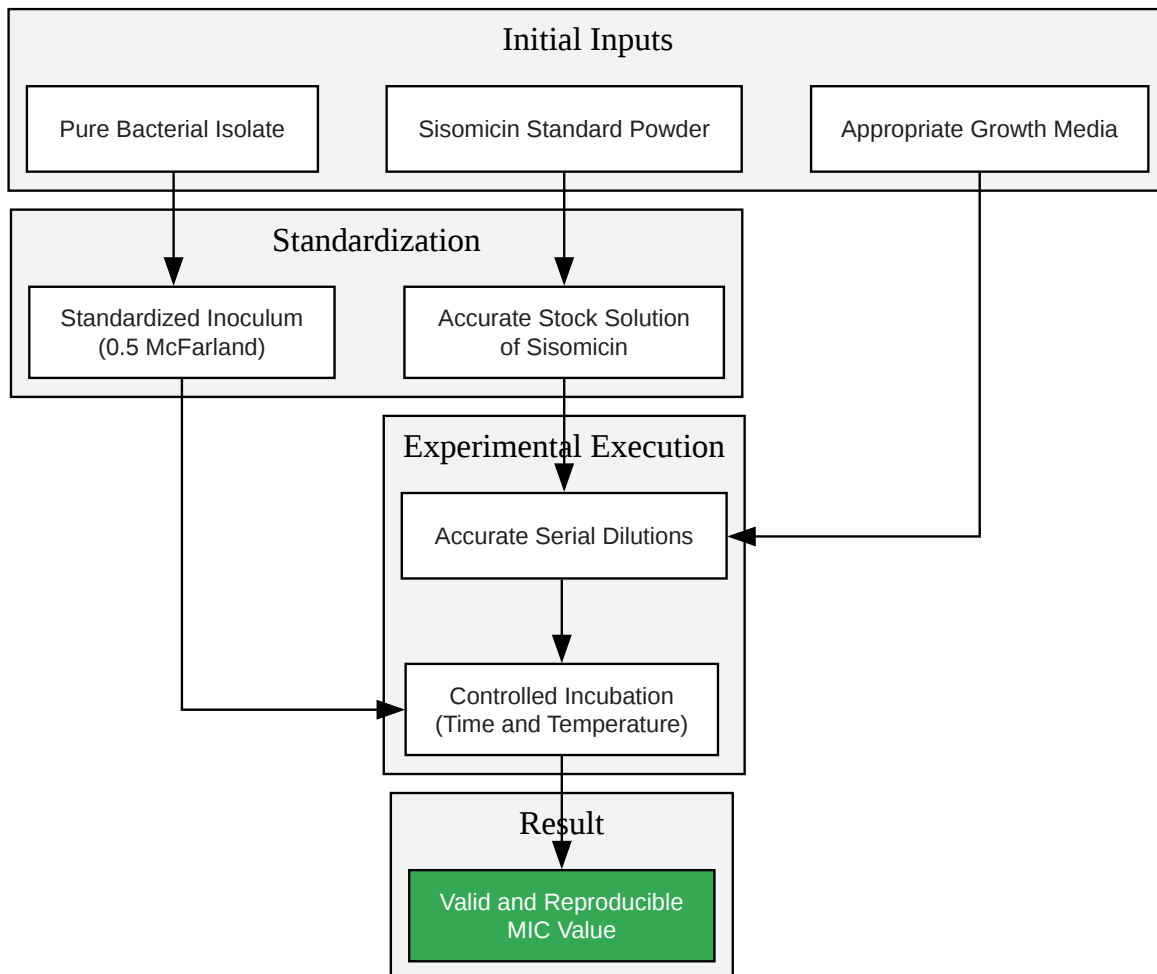 Initial Inputs
Pure Bacterial Isolate
Sisomicin Standard Powder
Appropriate Growth Media
Standardization
Standardized Inoculum
(0.5 McFarland)
Accurate Stock Solution
of Sisomicin
Experimental Execution
Accurate Serial Dilutions
Controlled Incubation
(Time and Temperature)
Result
Valid and Reproducible
MIC Value